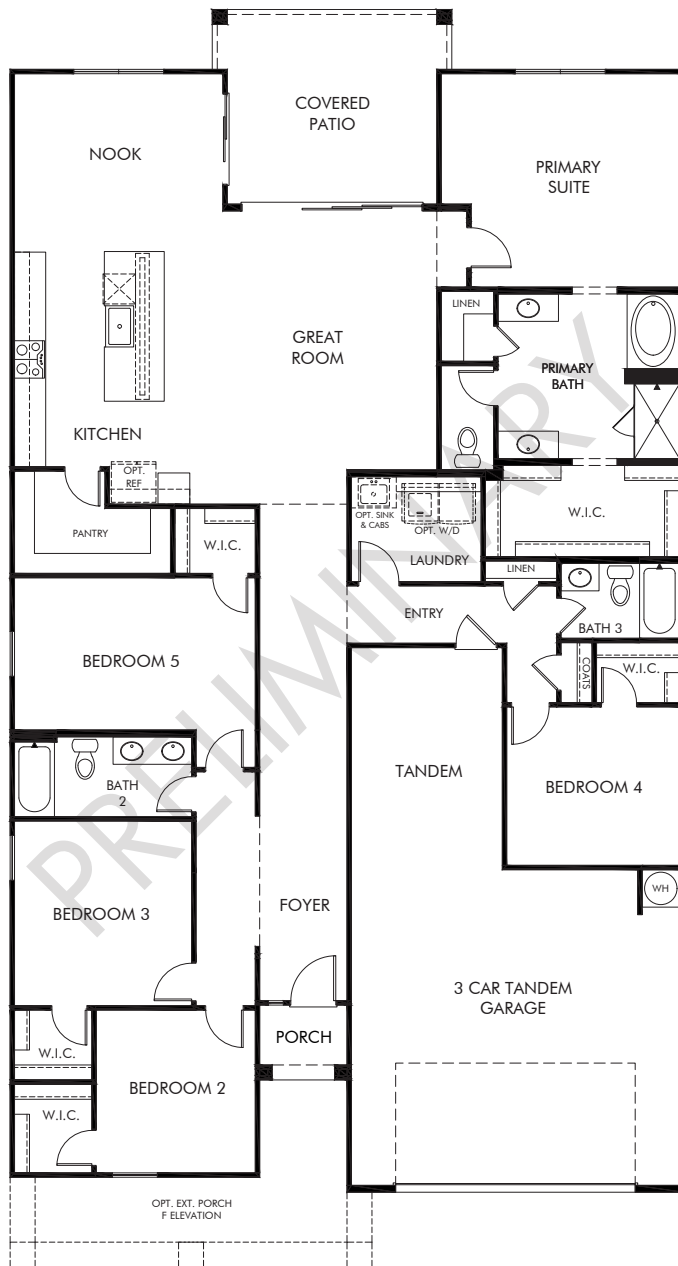 COVERED
PATIO
NOOK
PRIMARY
SUITE
LINEN
GREAT
ROOM
PRIMARY
BATH
KITCHEN
OPT.
REF
PANTRY
W.I.C.
OPT. SINK
& CABS
OPT. W/D
LAUNDRY
W.I.C.
LINEN
ENTRY
BATH 3
BEDROOM 5
COATS
W.I.C.
TANDEM
BATH
2
BEDROOM 4
WH
BEDROOM 3
FOYER
3 CAR TANDEM
GARAGE
W.I.C.
PORCH
BEDROOM 2
W.I.C.
OPT. EXT. PORCH
F ELEVATION
PRELIMINARY